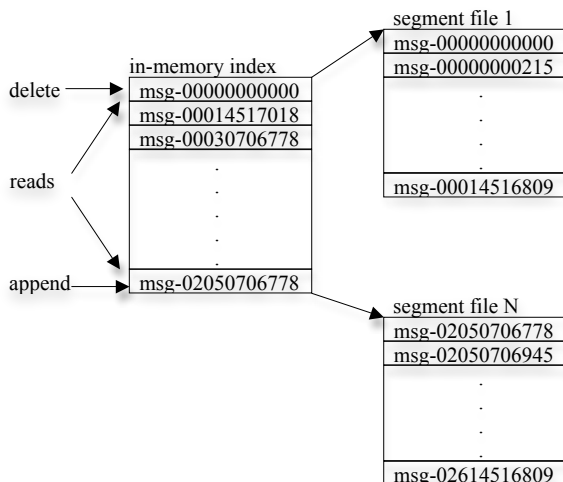 segment file 1
msg-00000000000
msg-00000000215
.
.
.
.
msg-00014516809
in-memory index
msg-00000000000
msg-00014517018
msg-00030706778
.
.
.
.
.
msg-02050706778
delete
reads
append
segment file N
msg-02050706778
msg-02050706945
.
.
.
.
msg-02614516809